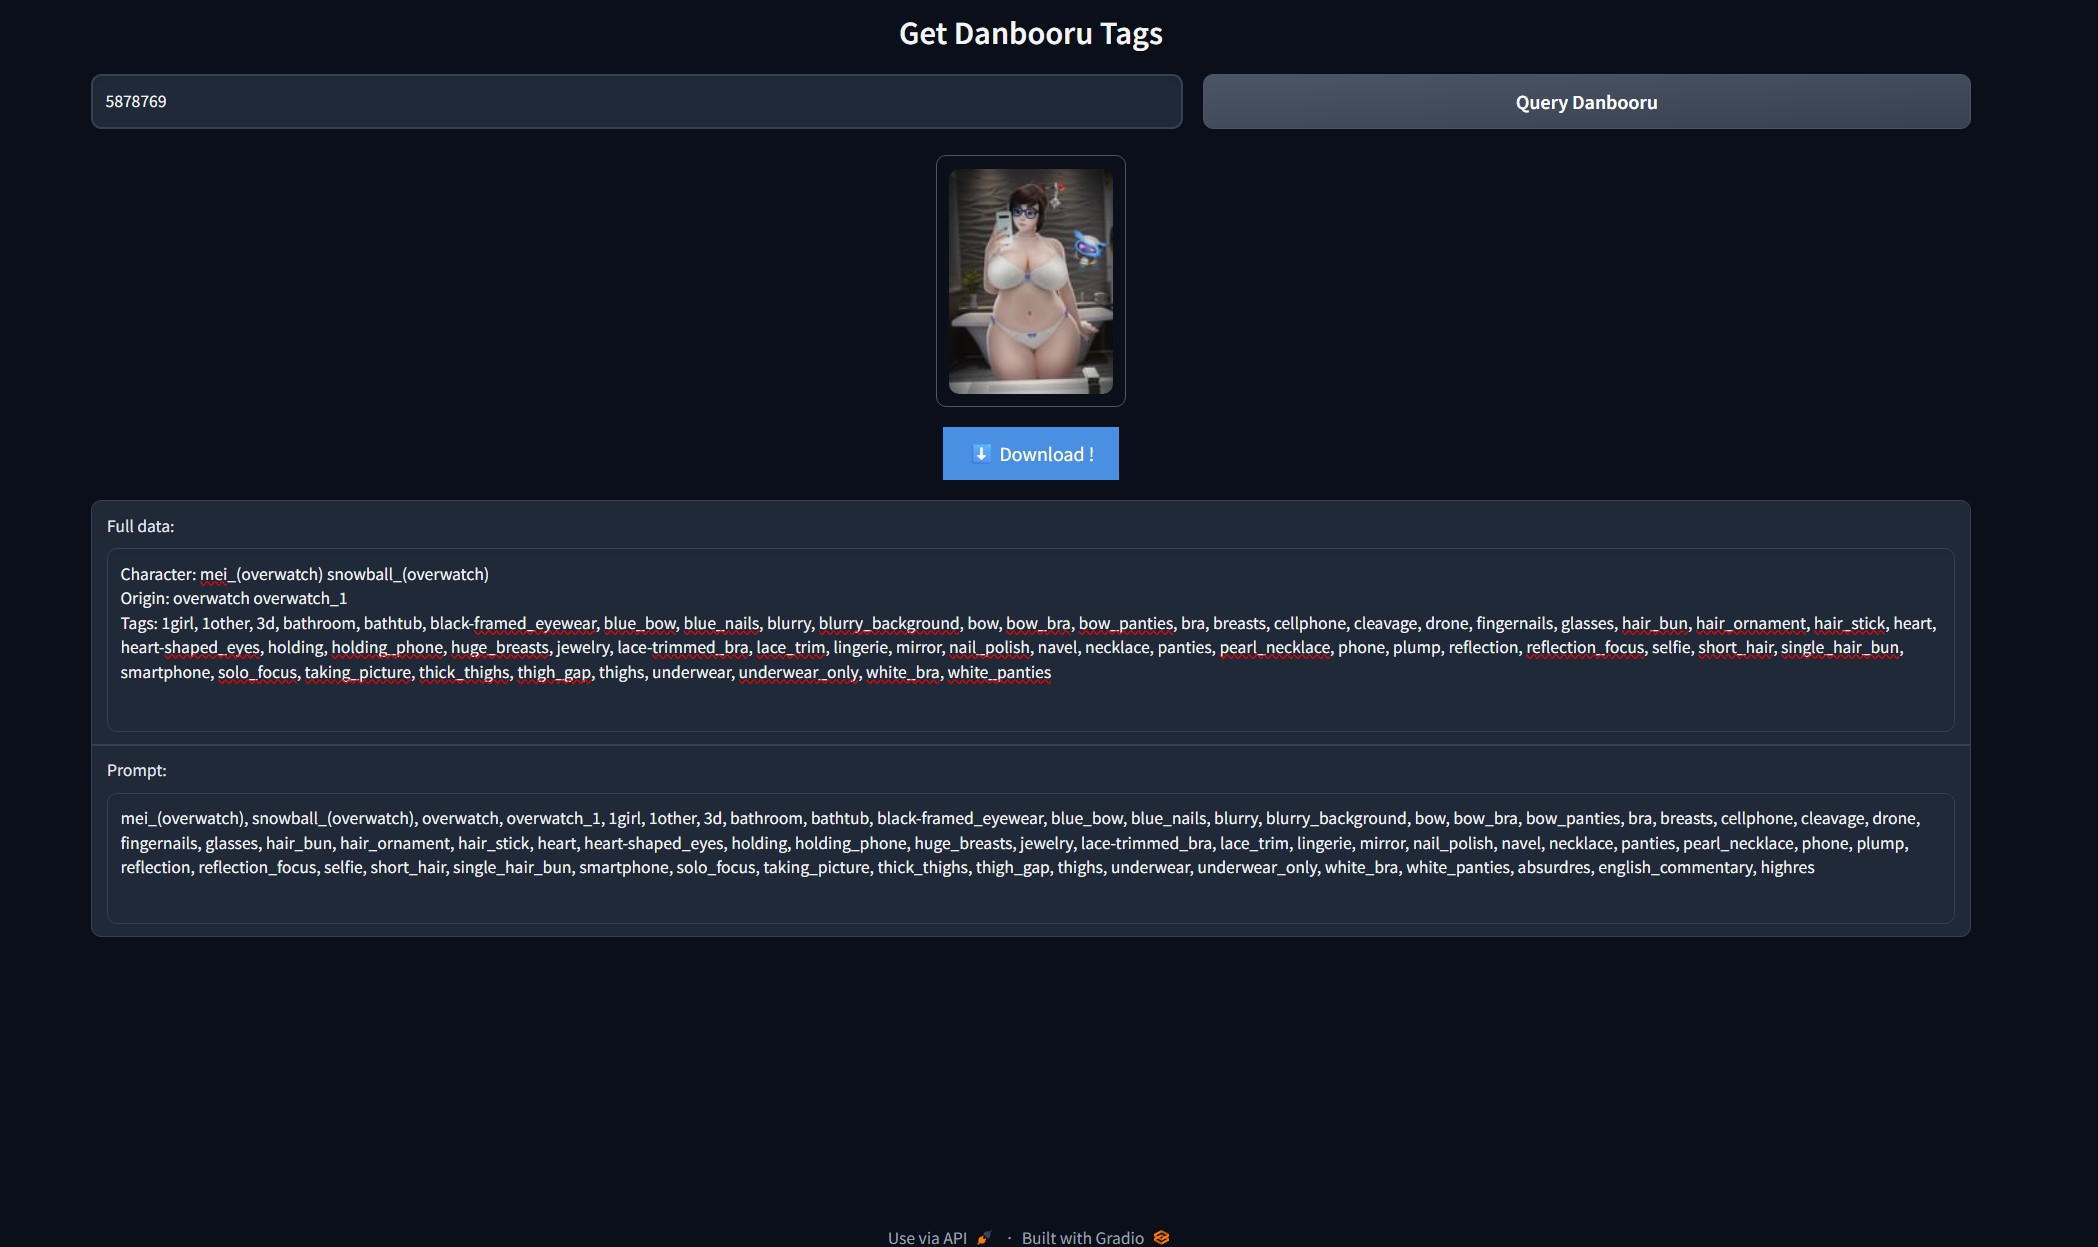 Get Danbooru Tags
5878769
Query Danbooru
Download !
Full data:
Character: mei_(overwatch) snowball_(overwatch)
Origin: overwatch overwatch_1
Tags: 1girl, 1other, 3d, bathroom, bathtub, black-framed_eyewear, blue_bow, blue_nails, blurry, blurry_background, bow, bow_bra, bow_panties, bra, breasts, cellphone, cleavage, drone, fingernails, glasses, hair_bun, hair_ornament, hair_stick, heart,
heart-shaped_eyes, holding, holding_phone, huge_breasts, jewelry, lace-trimmed_bra, lace_trim, lingerie, mirror, nail_polish, navel, necklace, panties, pearl_necklace, phone, plump, reflection, reflection_focus, selfie, short_hair, single_hair_bun,
smartphone, solo_focus, taking_picture, thick_thighs, thigh_gap, thighs, underwear, underwear_only, white_bra, white_panties
Prompt:
mei_(overwatch), snowball_(overwatch), overwatch, overwatch_1, 1girl, 1other, 3d, bathroom, bathtub, black-framed_eyewear, blue_bow, blue_nails, blurry, blurry_background, bow, bow_bra, bow_panties, bra, breasts, cellphone, cleavage, drone,
fingernails, glasses, hair_bun, hair_ornament, hair_stick, heart, heart-shaped_eyes, holding, holding_phone, huge_breasts, jewelry, lace-trimmed_bra, lace_trim, lingerie, mirror, nail_polish, navel, necklace, panties, pearl_necklace, phone, plump,
reflection, reflection_focus, selfie, short_hair, single_hair_bun, smartphone, solo_focus, taking_picture, thick_thighs, thigh_gap, thighs, underwear, underwear_only, white_bra, white_panties, absurdres, english_commentary, highres
Use via API · Built with Gradio